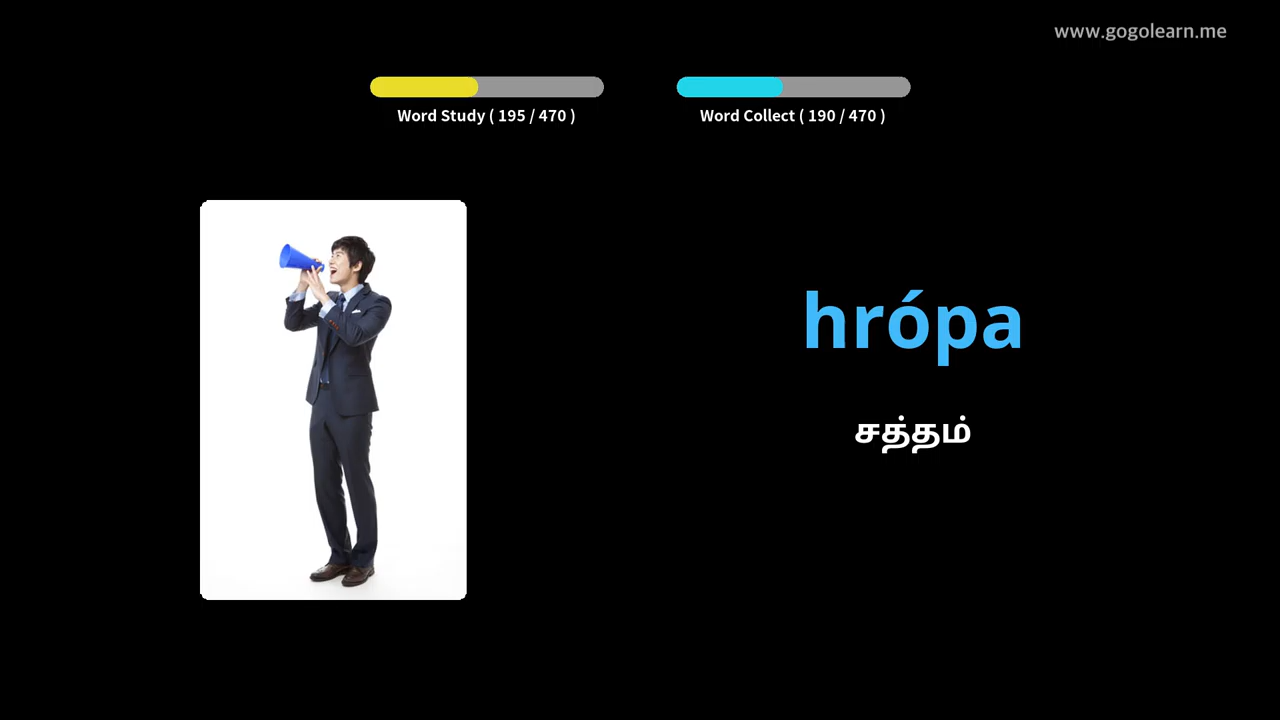 www.gogolearn.me
Word Study ( 195 / 470 )
Word Collect ( 190 / 470 )
hrópa
சத்தம்